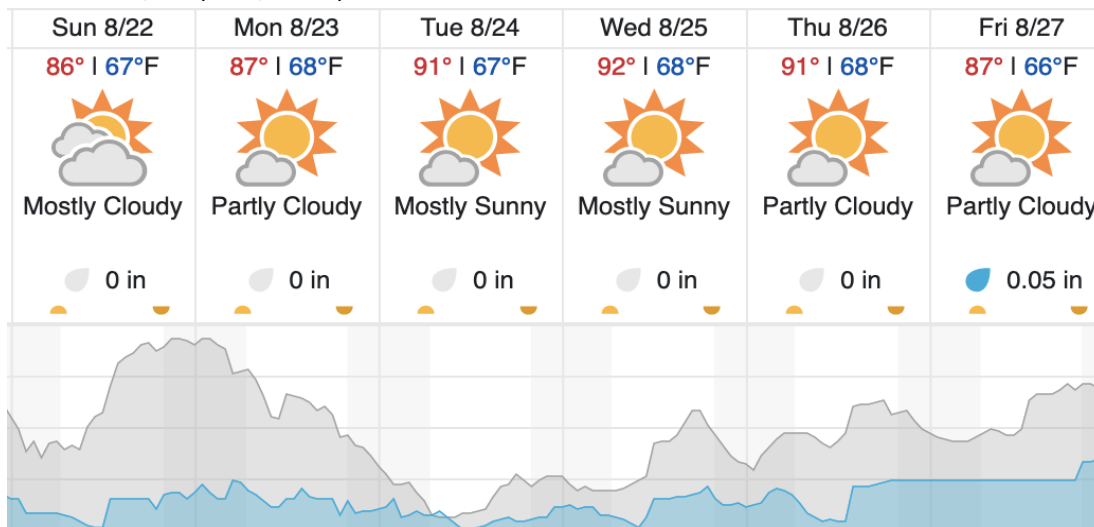 Sun 8/22 Mon 8/23 Tue 8/24 Wed 8/25 Thu 8/26 Fri 8/27
86° | 67°F 87° | 68°F 91° | 67°F 92° | 68°F 91° | 68°F 87° | 66°F
Mostly Cloudy Partly Cloudy Mostly Sunny Mostly Sunny Partly Cloudy Partly Cloudy
0 in 0 in 0 in 0 in 0 in 0.05 in